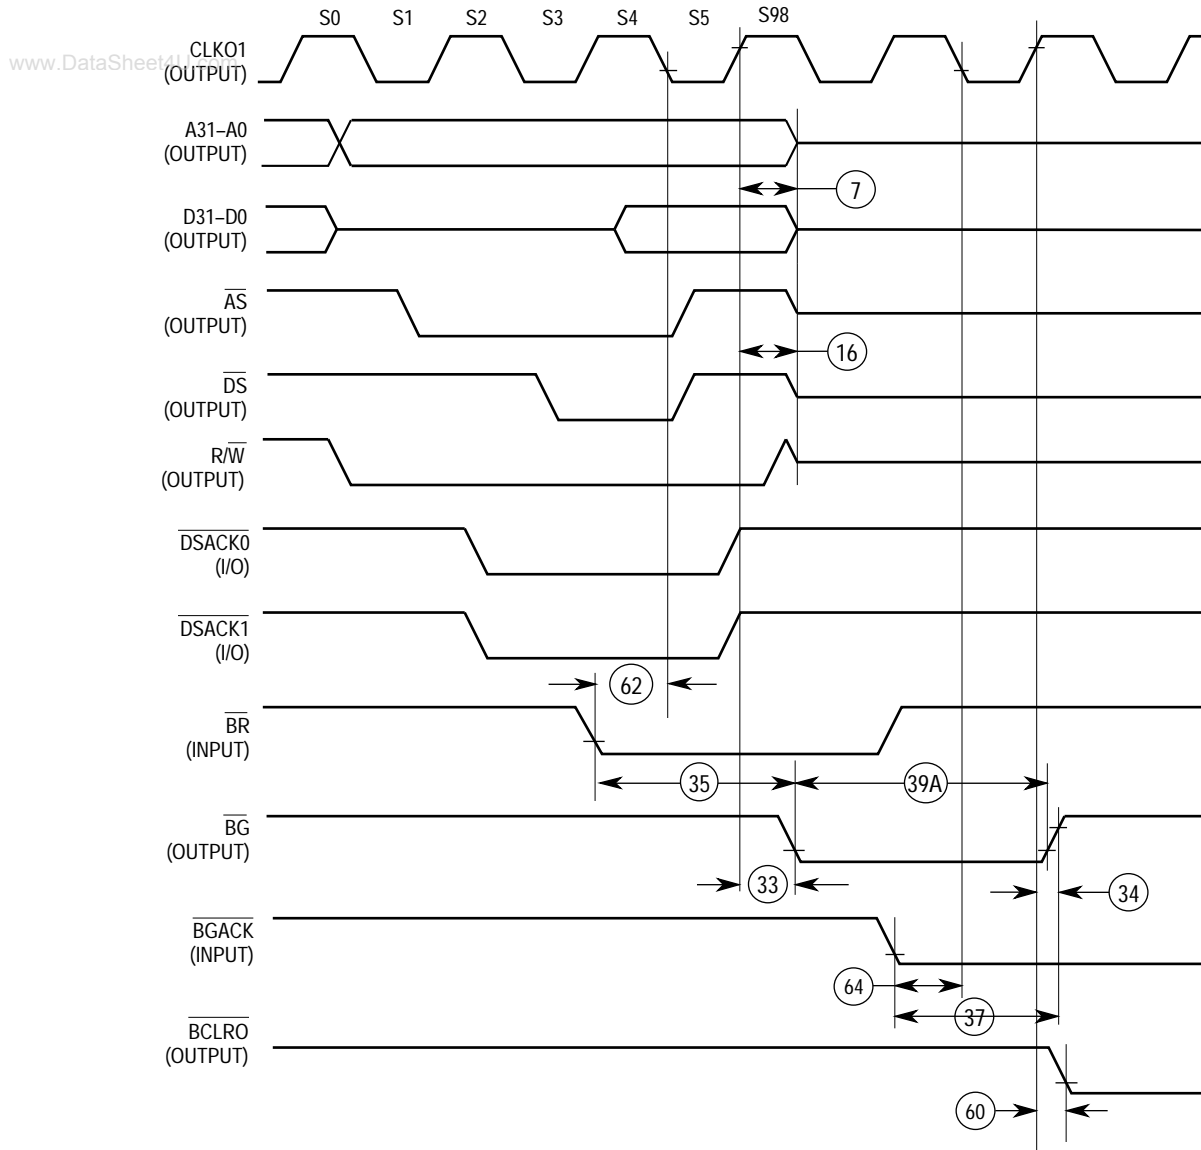 S0 S1 S2 S3 S4 S5 S98
www.DataSheet4U.com
CLKO1
(OUTPUT)
A31–A0
(OUTPUT)
7
D31–D0
(OUTPUT)
AS
(OUTPUT)
16
DS
(OUTPUT)
R/W
(OUTPUT)
DSACK0
(I/O)
DSACK1
(I/O)
62
BR
(INPUT)
35 39A
BG
(OUTPUT)
33 34
BGACK
(INPUT)
64
37
BCLRO
(OUTPUT)
60